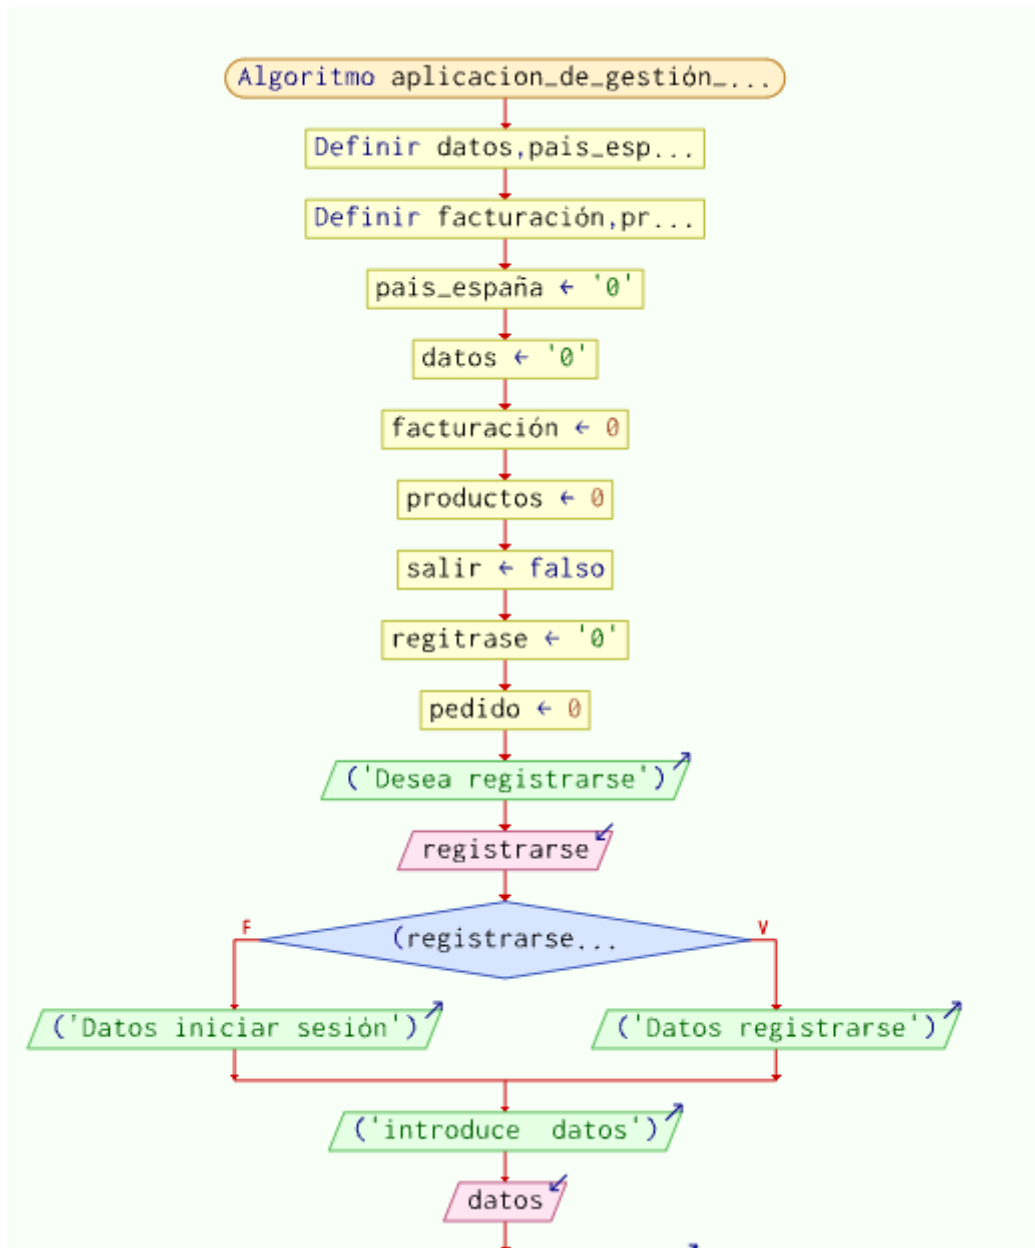 Algoritmo aplicacion_de_gestión_...
Definir datos,pais_esp...
Definir facturación,pr...
pais_españa ← '0'
datos ← '0'
facturación ← 0
productos ← 0
salir ← falso
regitrase ← '0'
pedido ← 0
('Desea registrarse')
registrarse
F
V
(registrarse...
('Datos iniciar sesión')
('Datos registrarse')
('introduce  datos')
datos